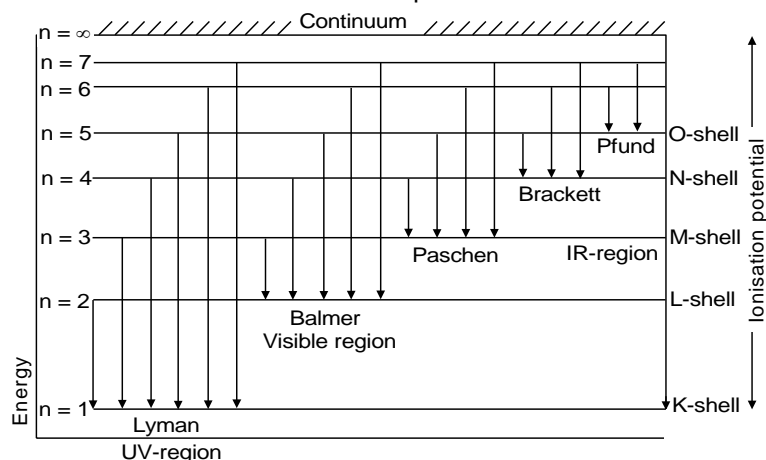 Continuum
n = ∞
n = 7
n = 6
n = 5
O-shell
Pfund
n = 4
N-shell
Brackett
n = 3
M-shell
Paschen
IR-region
n = 2
L-shell
Balmer
Visible region
n = 1
K-shell
Lyman
UV-region
Energy
Ionisation potential